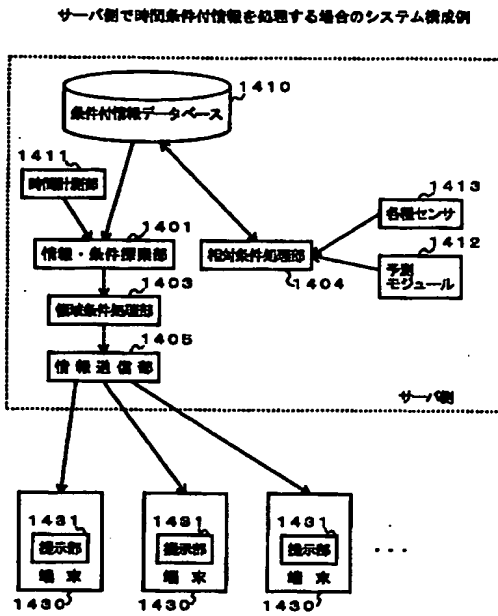 サーバ側で時間条件付情報を処理する場合のシステム構成例
1410
条件付情報データベース
1411
時間計測部
1413
各種センサ
1401
情報・条件探索部
1412
予測
モジュール
相対条件処理部
1404
1403
領域条件処理部
1405
情報送信部
サーバ側
1431
提示部
端末
1430
1431
提示部
端末
1430
1431
提示部
端末
1430